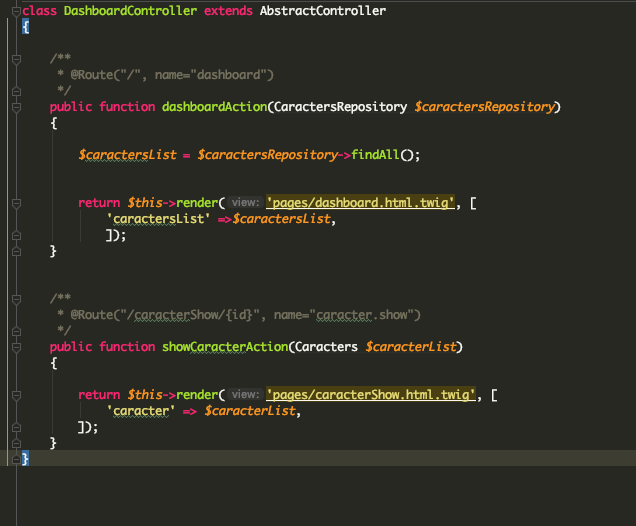 class DashboardController extends AbstractController
{
/**
* @Route("/", name="dashboard")
*/
public function dashboardAction(CaractersRepository $caractersRepository)
{
$caractersList = $caractersRepository->findAll();
return $this->render( view: 'pages/dashboard.html.twig', [
'caractersList' =>$caractersList,
]);
}
/**
* @Route("/caracterShow/{id}", name="caracter.show")
*/
public function showCaracterAction(Caracters $caracterList)
{
return $this->render( view: 'pages/caracterShow.html.twig', [
'caracter' => $caracterList,
]);
}
}